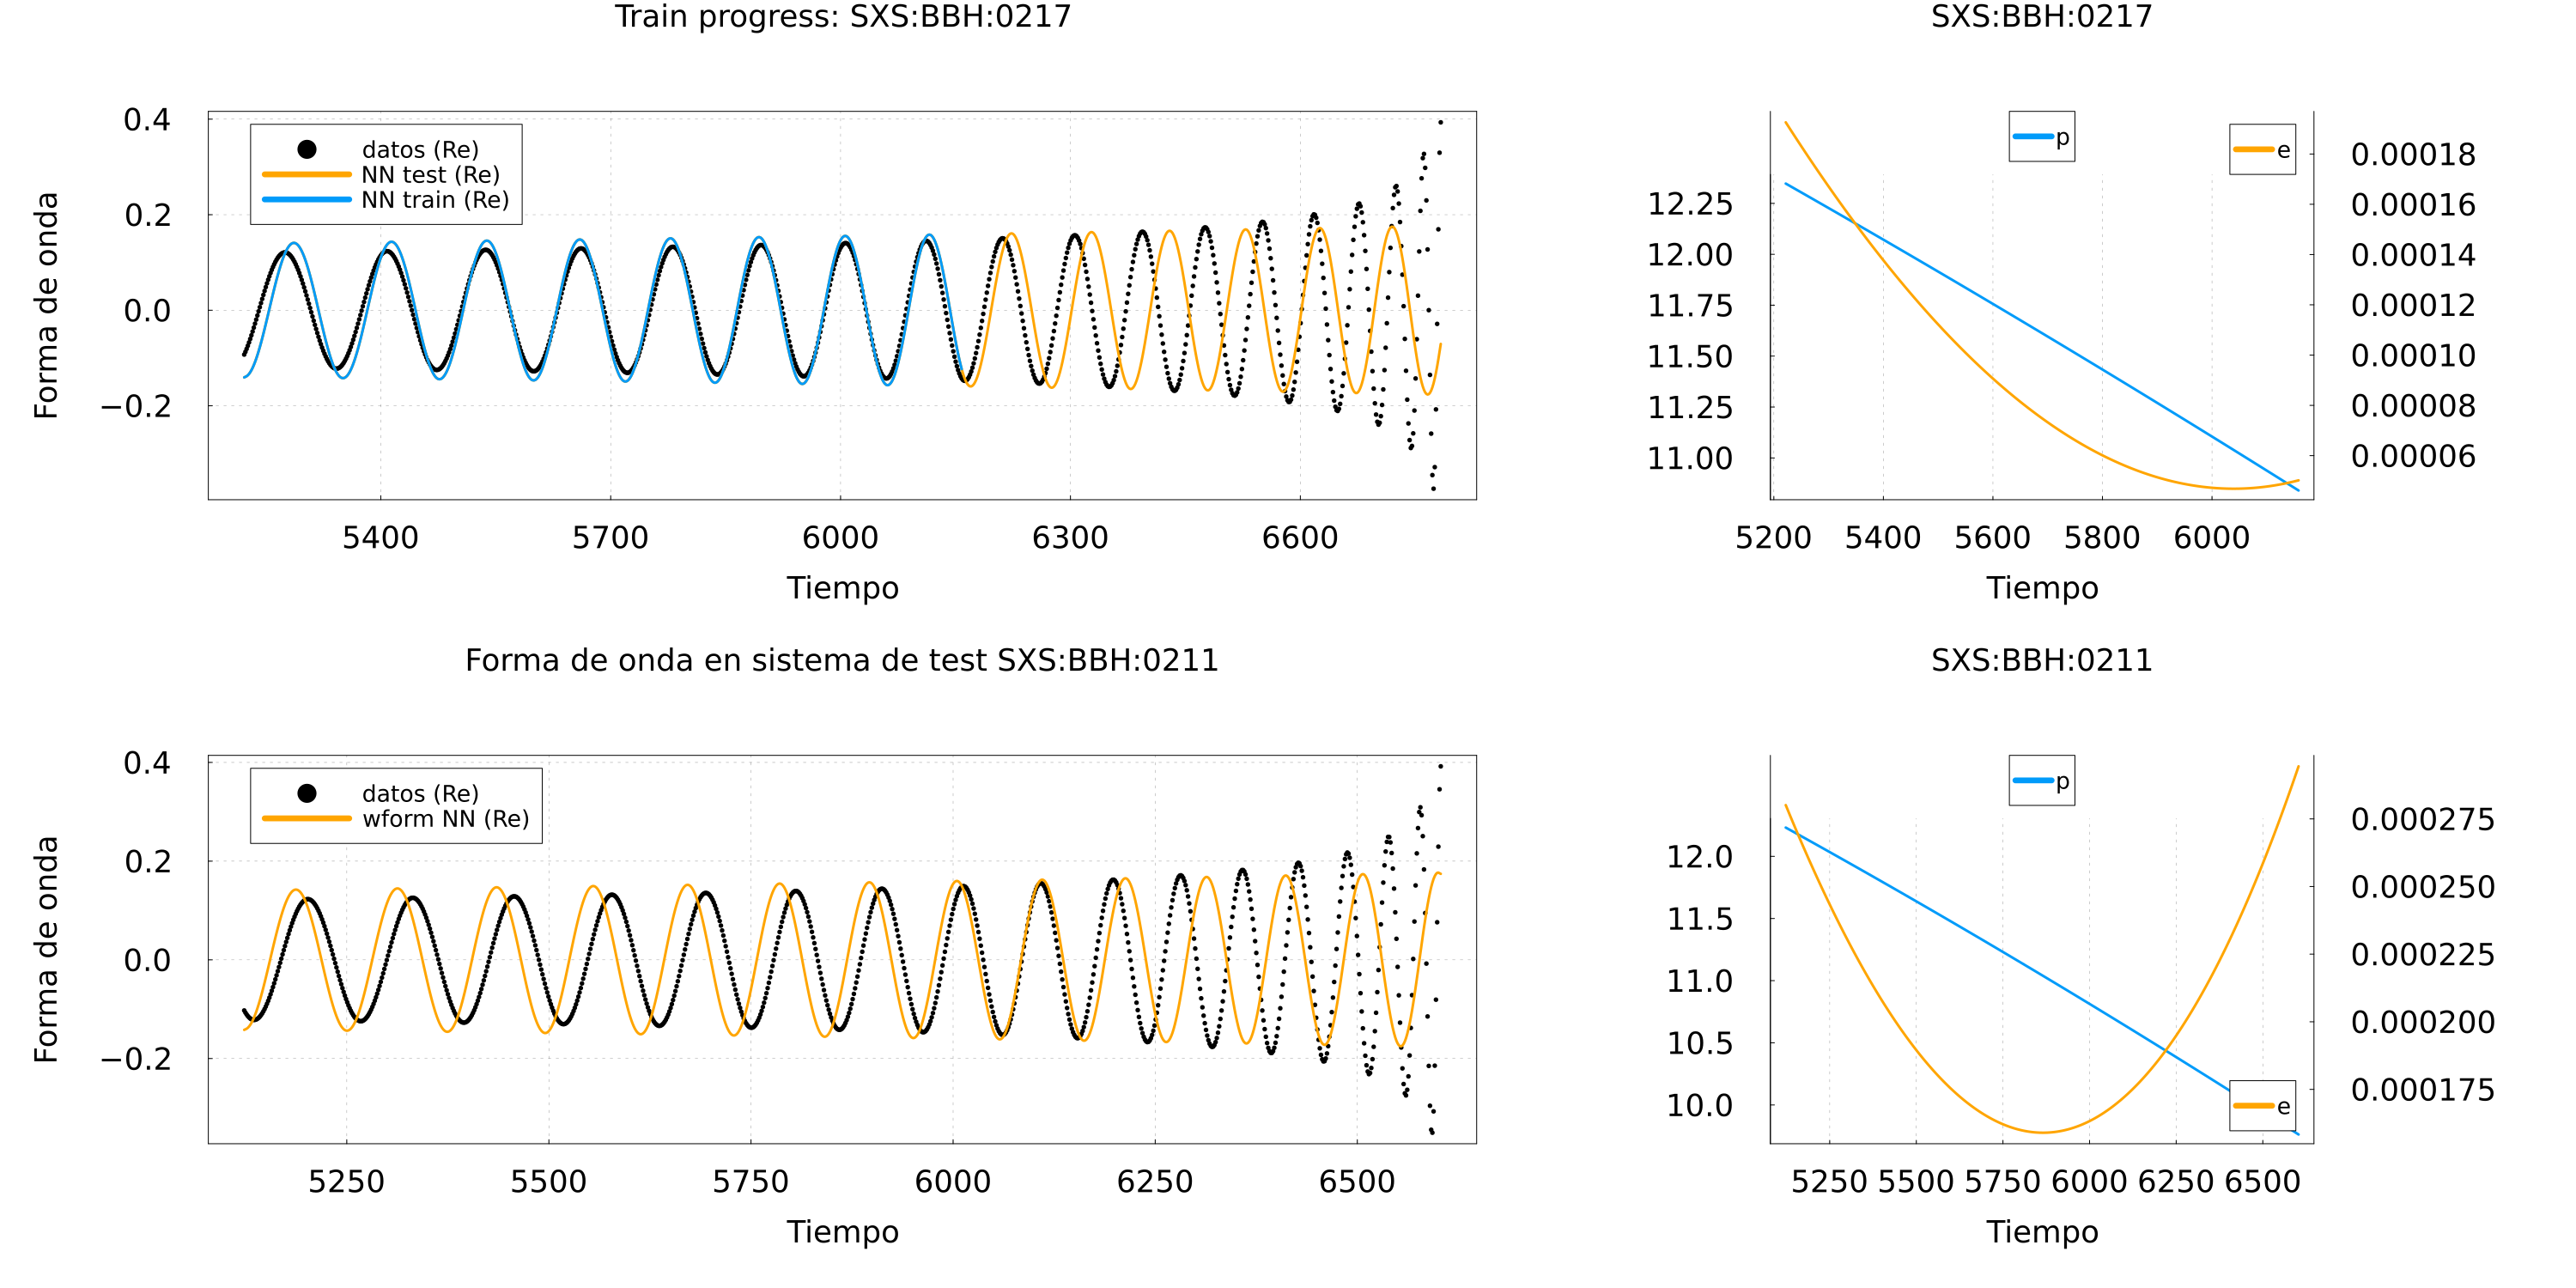 Train progress: SXS:BBH:0217
0.4
0.2
0.0
−0.2
Forma de onda
datos (Re)
NN test (Re)
NN train (Re)
5400 5700 6000 6300 6600
Tiempo
SXS:BBH:0217
12.25
12.00
11.75
11.50
11.25
11.00
p
e
0.00018
0.00016
0.00014
0.00012
0.00010
0.00008
0.00006
5200 5400 5600 5800 6000
Tiempo
Forma de onda en sistema de test SXS:BBH:0211
0.4
0.2
0.0
−0.2
Forma de onda
datos (Re)
wform NN (Re)
5250 5500 5750 6000 6250 6500
Tiempo
SXS:BBH:0211
12.0
11.5
11.0
10.5
10.0
p
e
0.000275
0.000250
0.000225
0.000200
0.000175
5250 5500 5750 6000 6250 6500
Tiempo